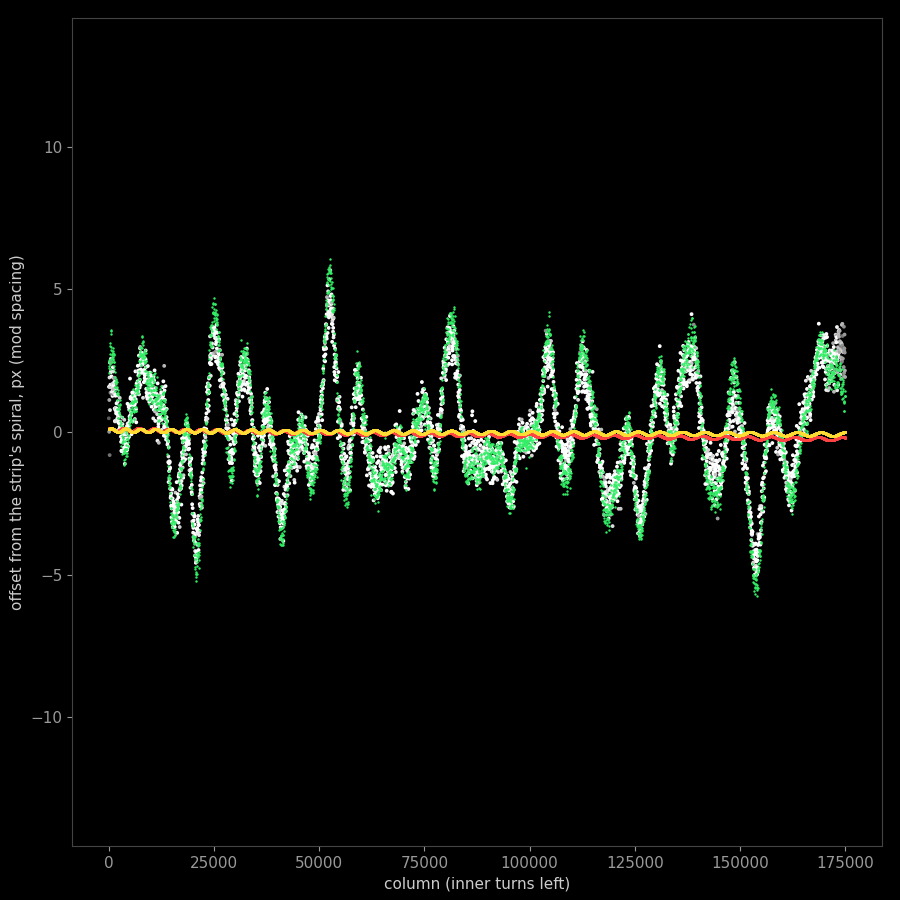 offset from the strip's spiral, px (mod spacing)
10
5
0
−5
−10
0 25000 50000 75000 100000 125000 150000 175000
column (inner turns left)